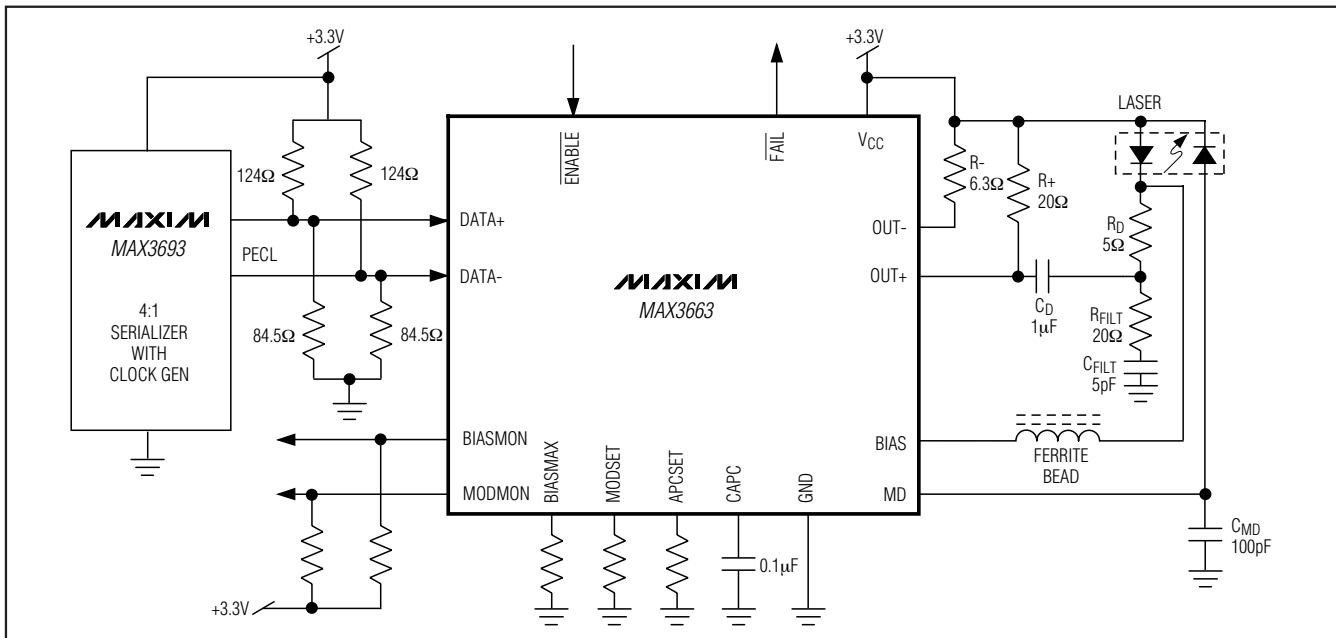 +3.3V
+3.3V
LASER
124Ω
124Ω
ENABLE
FAIL
VCC
R-
6.3Ω
R+
20Ω
MAXIM
MAX3693
PECL
4:1
SERIALIZER
WITH
CLOCK GEN
DATA+
DATA-
84.5Ω
84.5Ω
MAXIM
MAX3663
OUT-
OUT+
RD
5Ω
CD
1μF
RFILT
20Ω
CFILT
5pF
BIASMON
MODMON
BIASMAX
MODSET
APCSET
CAPC
GND
BIAS
MD
FERRITE
BEAD
CMD
100pF
0.1μF
+3.3V